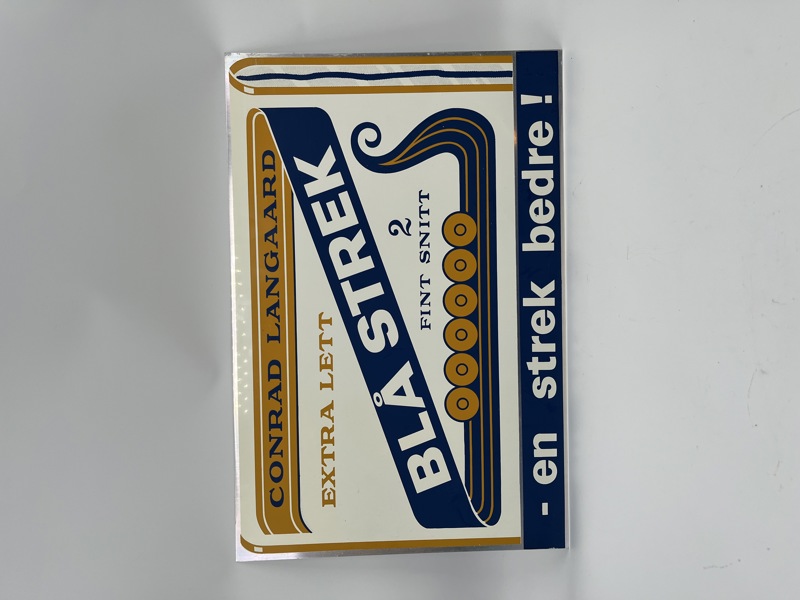 CONRAD LANGAARD
EXTRA LETT
BLÅ STREK
2
FINT SNITT
- en strek bedre !